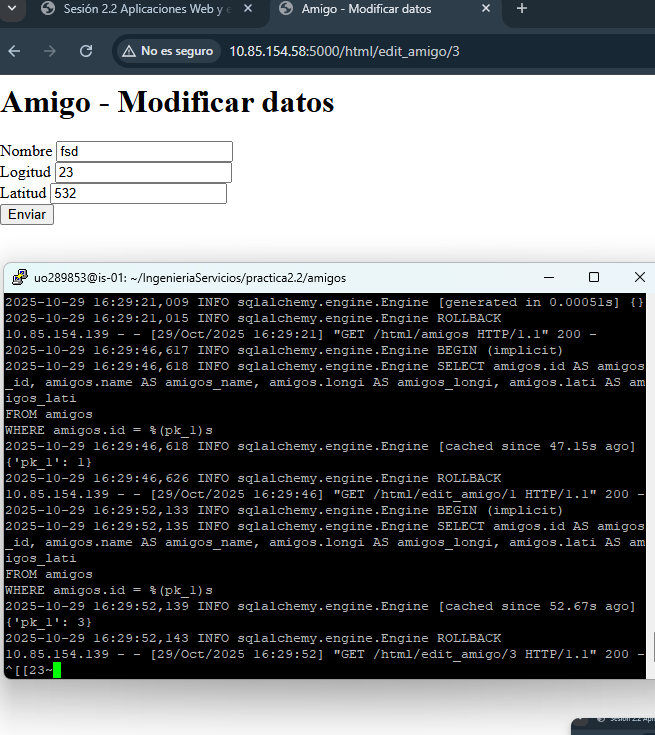 Sesión 2.2 Aplicaciones Web y e
Amigo - Modificar datos
No es seguro
10.85.154.58:5000/html/edit_amigo/3
Amigo - Modificar datos
Nombre fsd
Logitud 23
Latitud 532
Enviar
uo289853@is-01: ~/IngenieriaServicios/practica2.2/amigos
2025-10-29 16:29:21,009 INFO sqlalchemy.engine.Engine [generated in 0.00051s] {}
2025-10-29 16:29:21,015 INFO sqlalchemy.engine.Engine ROLLBACK
10.85.154.139 - - [29/Oct/2025 16:29:21] "GET /html/amigos HTTP/1.1" 200 -
2025-10-29 16:29:46,617 INFO sqlalchemy.engine.Engine BEGIN (implicit)
2025-10-29 16:29:46,618 INFO sqlalchemy.engine.Engine SELECT amigos.id AS amigos
_id, amigos.name AS amigos_name, amigos.longi AS amigos_longi, amigos.lati AS am
igos_lati
FROM amigos
WHERE amigos.id = %(pk_1)s
2025-10-29 16:29:46,618 INFO sqlalchemy.engine.Engine [cached since 47.15s ago]
{'pk_1': 1}
2025-10-29 16:29:46,626 INFO sqlalchemy.engine.Engine ROLLBACK
10.85.154.139 - - [29/Oct/2025 16:29:46] "GET /html/edit_amigo/1 HTTP/1.1" 200 -
2025-10-29 16:29:52,133 INFO sqlalchemy.engine.Engine BEGIN (implicit)
2025-10-29 16:29:52,135 INFO sqlalchemy.engine.Engine SELECT amigos.id AS amigos
_id, amigos.name AS amigos_name, amigos.longi AS amigos_longi, amigos.lati AS am
igos_lati
FROM amigos
WHERE amigos.id = %(pk_1)s
2025-10-29 16:29:52,139 INFO sqlalchemy.engine.Engine [cached since 52.67s ago]
{'pk_1': 3}
2025-10-29 16:29:52,143 INFO sqlalchemy.engine.Engine ROLLBACK
10.85.154.139 - - [29/Oct/2025 16:29:52] "GET /html/edit_amigo/3 HTTP/1.1" 200 -
^[[23~
Sesión 2.2 Apli